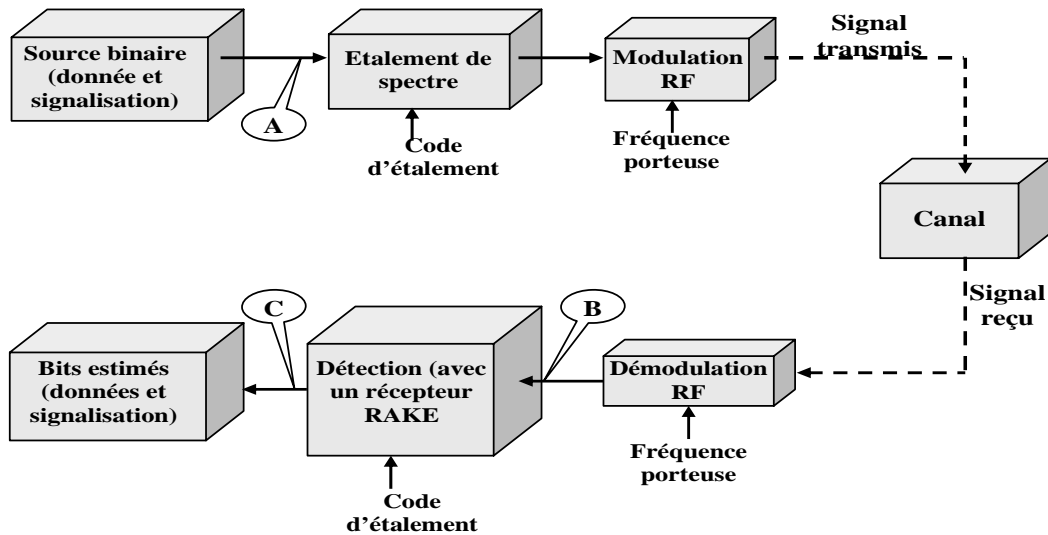 Source binaire
(donnée et
signalisation)
A
Etalement de
spectre
Code
d’étalement
Modulation
RF
Fréquence
porteuse
Signal
transmis
Canal
Signal
reçu
Démodulation
RF
Fréquence
porteuse
B
Détection (avec
un récepteur
RAKE
Code
d’étalement
C
Bits estimés
(données et
signalisation)